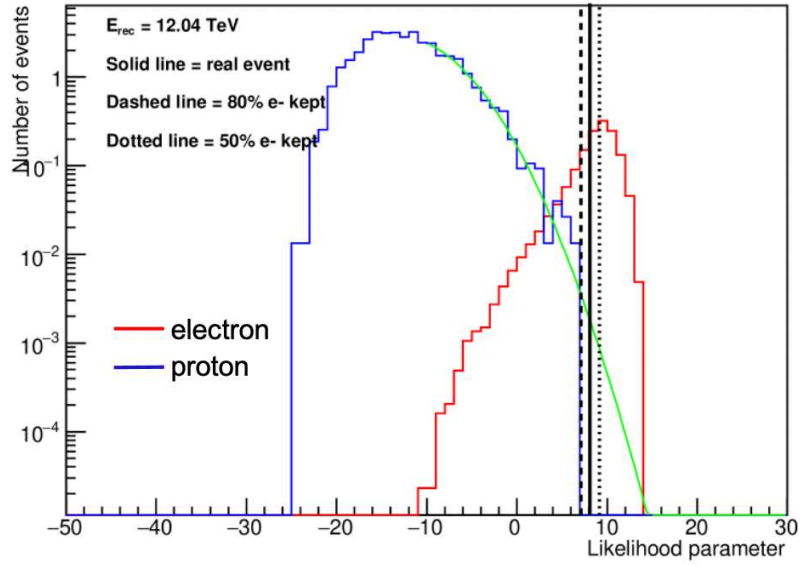 E_rec = 12.04 TeV
Solid line = real event
Dashed line = 80% e- kept
Dotted line = 50% e- kept
Number of events
1
10^-1
10^-2
10^-3
10^-4
electron
proton
−50 −40 −30 −20 −10 0 10 20 30
Likelihood parameter